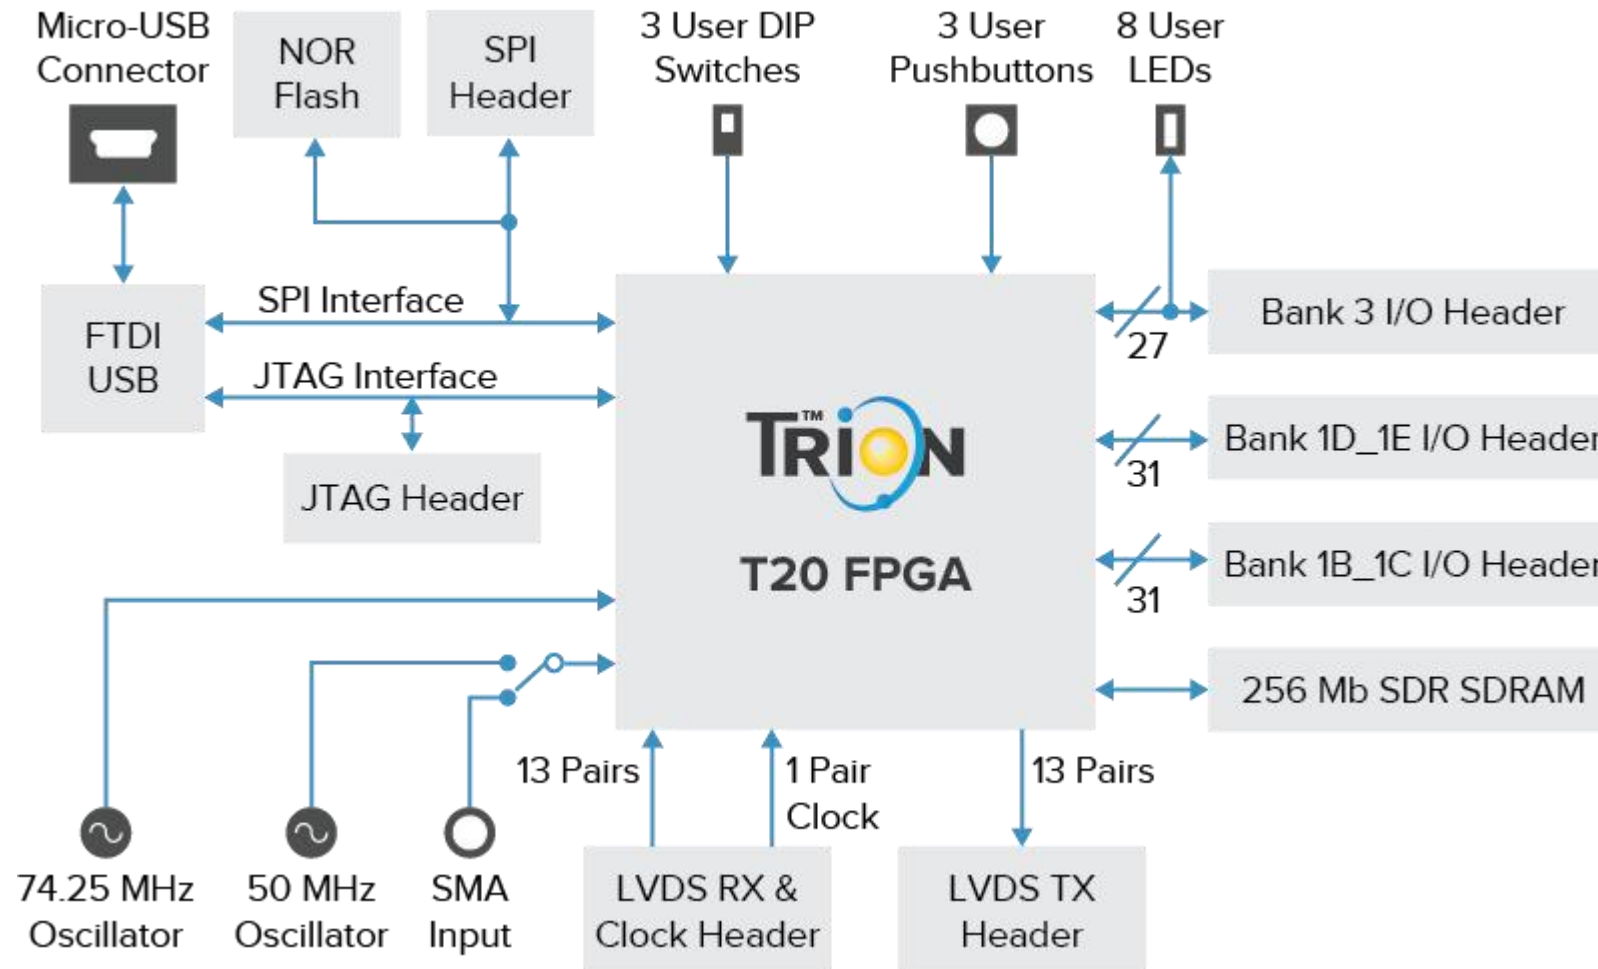 Micro-USB
Connector
NOR
Flash
SPI
Header
3 User DIP
Switches
3 User
Pushbuttons
8 User
LEDs
FTDI
USB
SPI Interface
JTAG Interface
JTAG Header
TRION™
T20 FPGA
27
Bank 3 I/O Header
31
Bank 1D_1E I/O Header
31
Bank 1B_1C I/O Header
256 Mb SDR SDRAM
13 Pairs
1 Pair
Clock
13 Pairs
74.25 MHz
Oscillator
50 MHz
Oscillator
SMA
Input
LVDS RX &
Clock Header
LVDS TX
Header